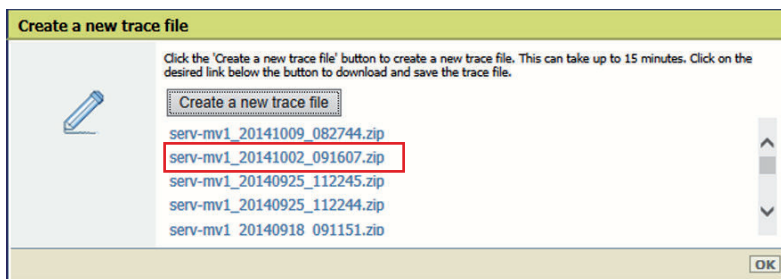 Create a new trace file
Click the 'Create a new trace file' button to create a new trace file. This can take up to 15 minutes. Click on the
desired link below the button to download and save the trace file.
Create a new trace file
serv-mv1_20141009_082744.zip
serv-mv1_20141002_091607.zip
serv-mv1_20140925_112245.zip
serv-mv1_20140925_112244.zip
serv-mv1_20140918_091151.zip
OK